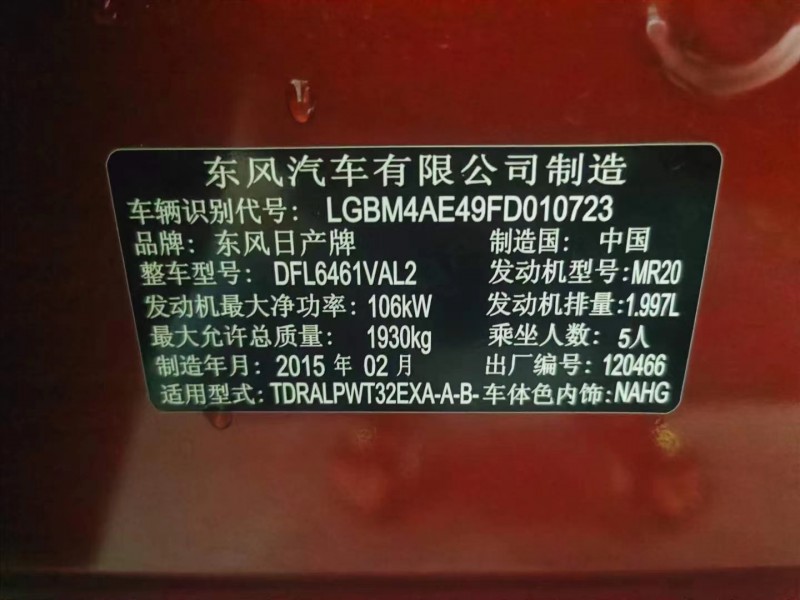 东风汽车有限公司制造
车辆识别代号: LGBM4AE49FD010723
品牌: 东风日产牌 制造国: 中国
整车型号: DFL6461VAL2 发动机型号:MR20
发动机最大净功率: 106kW 发动机排量:1.997L
最大允许总质量: 1930kg 乘坐人数: 5人
制造年月: 2015 年 02 月 出厂编号: 120466
适用型式: TDRALPWT32EXA-A-B- 车体色内饰:NAHG